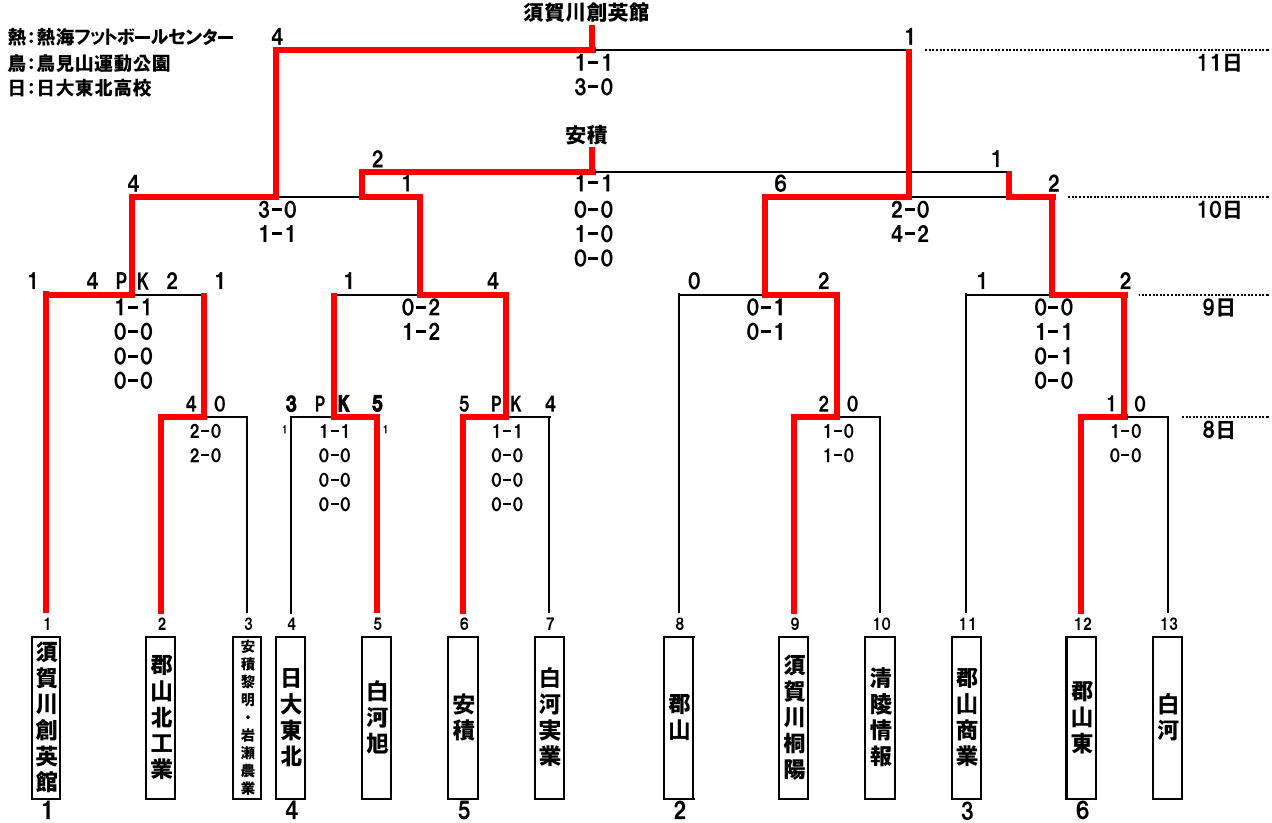 須賀川創英館
熱：熱海フットボールセンター
鳥：鳥見山運動公園
日：日大東北高校
4 1
1-1 11日
3-0
安積
2 1
4 1 1-1 6 2
3-0 0-0 2-0 10日
1-1 1-0 4-2
0-0
1 4 PK 2 1 1 4 0 2 1 2
1-1 0-2 0-1 0-0 9日
0-0 1-2 0-1 1-1
0-0 0-1
0-0 0-0
4 0 3 PK 5 5 PK 4 2 0 1 0
2-0 1 1-1 1 1-1 1-0 1-0 8日
2-0 0-0 0-0 1-0 0-0
0-0 0-0
0-0 0-0
1 2 3 4 5 6 7 8 9 10 11 12 13
須賀川創英館
郡山北工業
安積黎明・岩瀬農業
日大東北
白河旭
安積
白河実業
郡山
須賀川桐陽
清陵情報
郡山商業
郡山東
白河
1 4 5 2 3 6